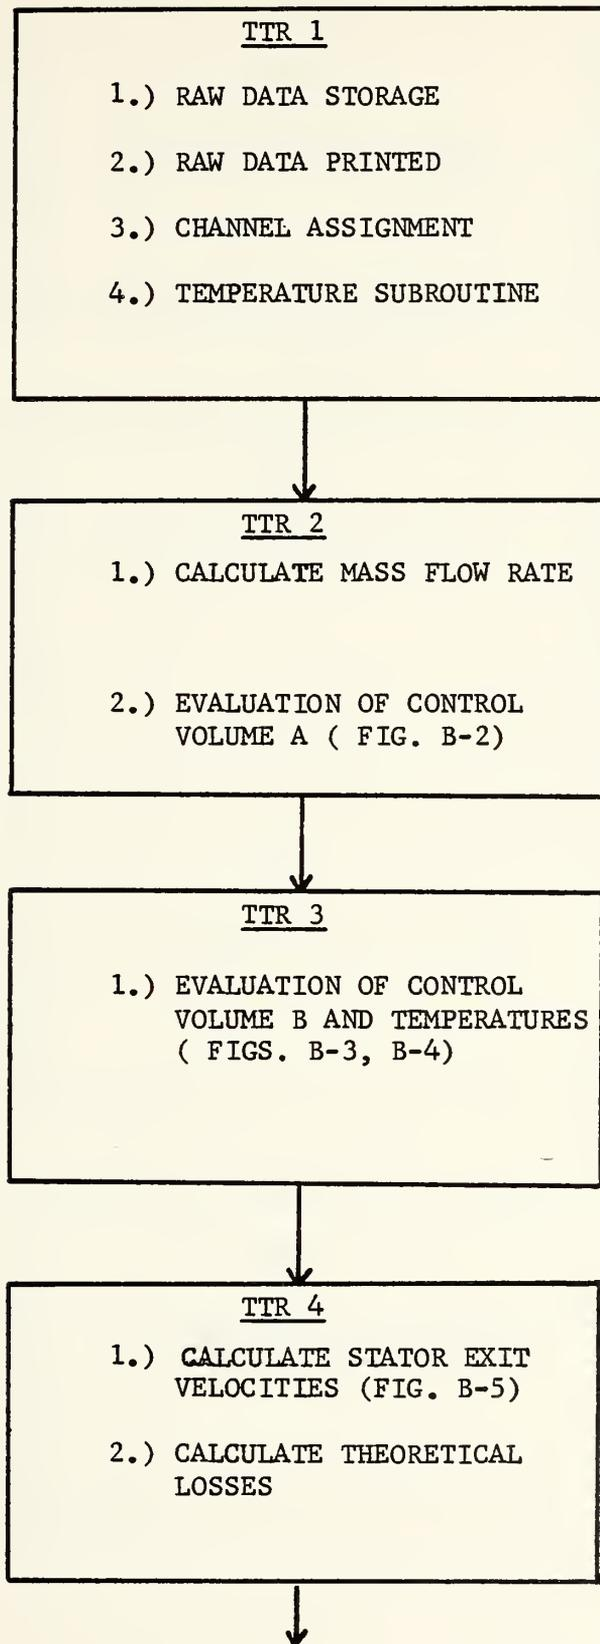 TTR 1
1.) RAW DATA STORAGE
2.) RAW DATA PRINTED
3.) CHANNEL ASSIGNMENT
4.) TEMPERATURE SUBROUTINE
TTR 2
1.) CALCULATE MASS FLOW RATE
2.) EVALUATION OF CONTROL
VOLUME A ( FIG. B-2)
TTR 3
1.) EVALUATION OF CONTROL
VOLUME B AND TEMPERATURES
( FIGS. B-3, B-4)
TTR 4
1.) CALCULATE STATOR EXIT
VELOCITIES (FIG. B-5)
2.) CALCULATE THEORETICAL
LOSSES